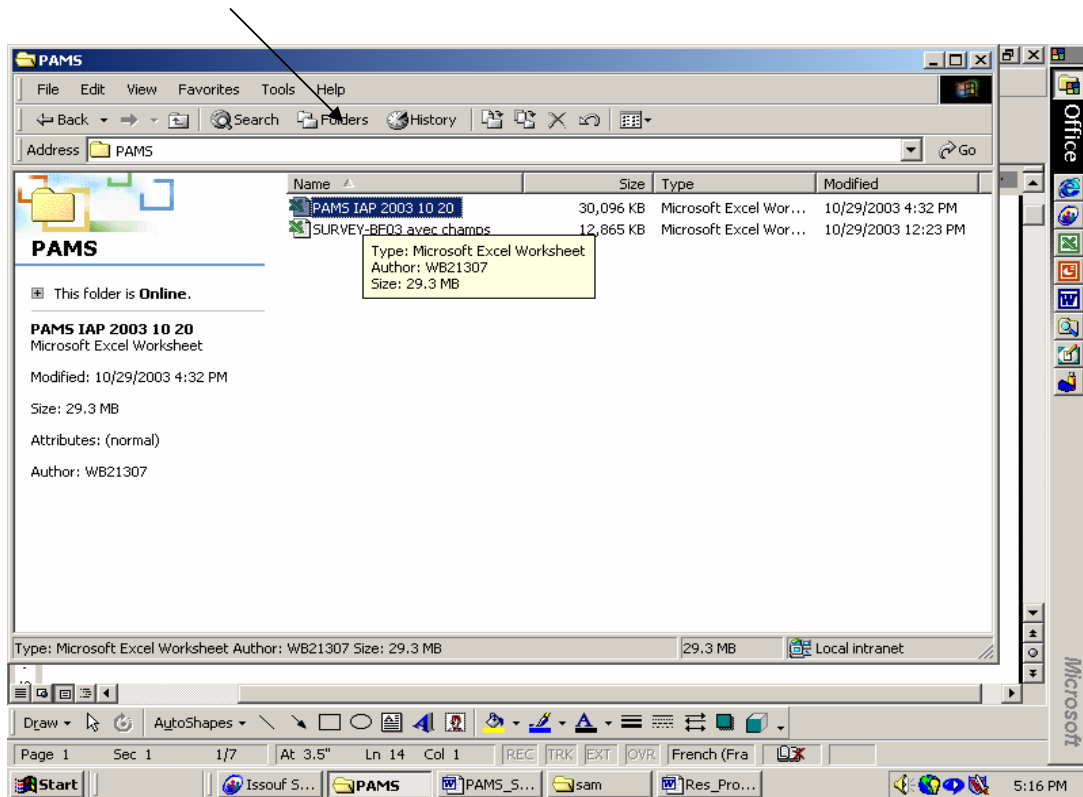 PAMS
File Edit View Favorites Tools Help
Back Search Folders History
Address PAMS Go
Name Size Type Modified
PAMS IAP 2003 10 20 30,096 KB Microsoft Excel Wor... 10/29/2003 4:32 PM
SURVEY-BF03 avec champs 12,865 KB Microsoft Excel Wor... 10/29/2003 12:23 PM
Type: Microsoft Excel Worksheet
Author: WB21307
Size: 29.3 MB
PAMS
This folder is Online.
PAMS IAP 2003 10 20
Microsoft Excel Worksheet
Modified: 10/29/2003 4:32 PM
Size: 29.3 MB
Attributes: (normal)
Author: WB21307
Type: Microsoft Excel Worksheet Author: WB21307 Size: 29.3 MB 29.3 MB Local intranet
Office
Microsoft
Draw AutoShapes
Page 1 Sec 1 1/7 At 3.5" Ln 14 Col 1 REC TRK EXT OVR French (Fra
Start Issouf S... PAMS PAMS_S... sam Res_Pro... 5:16 PM